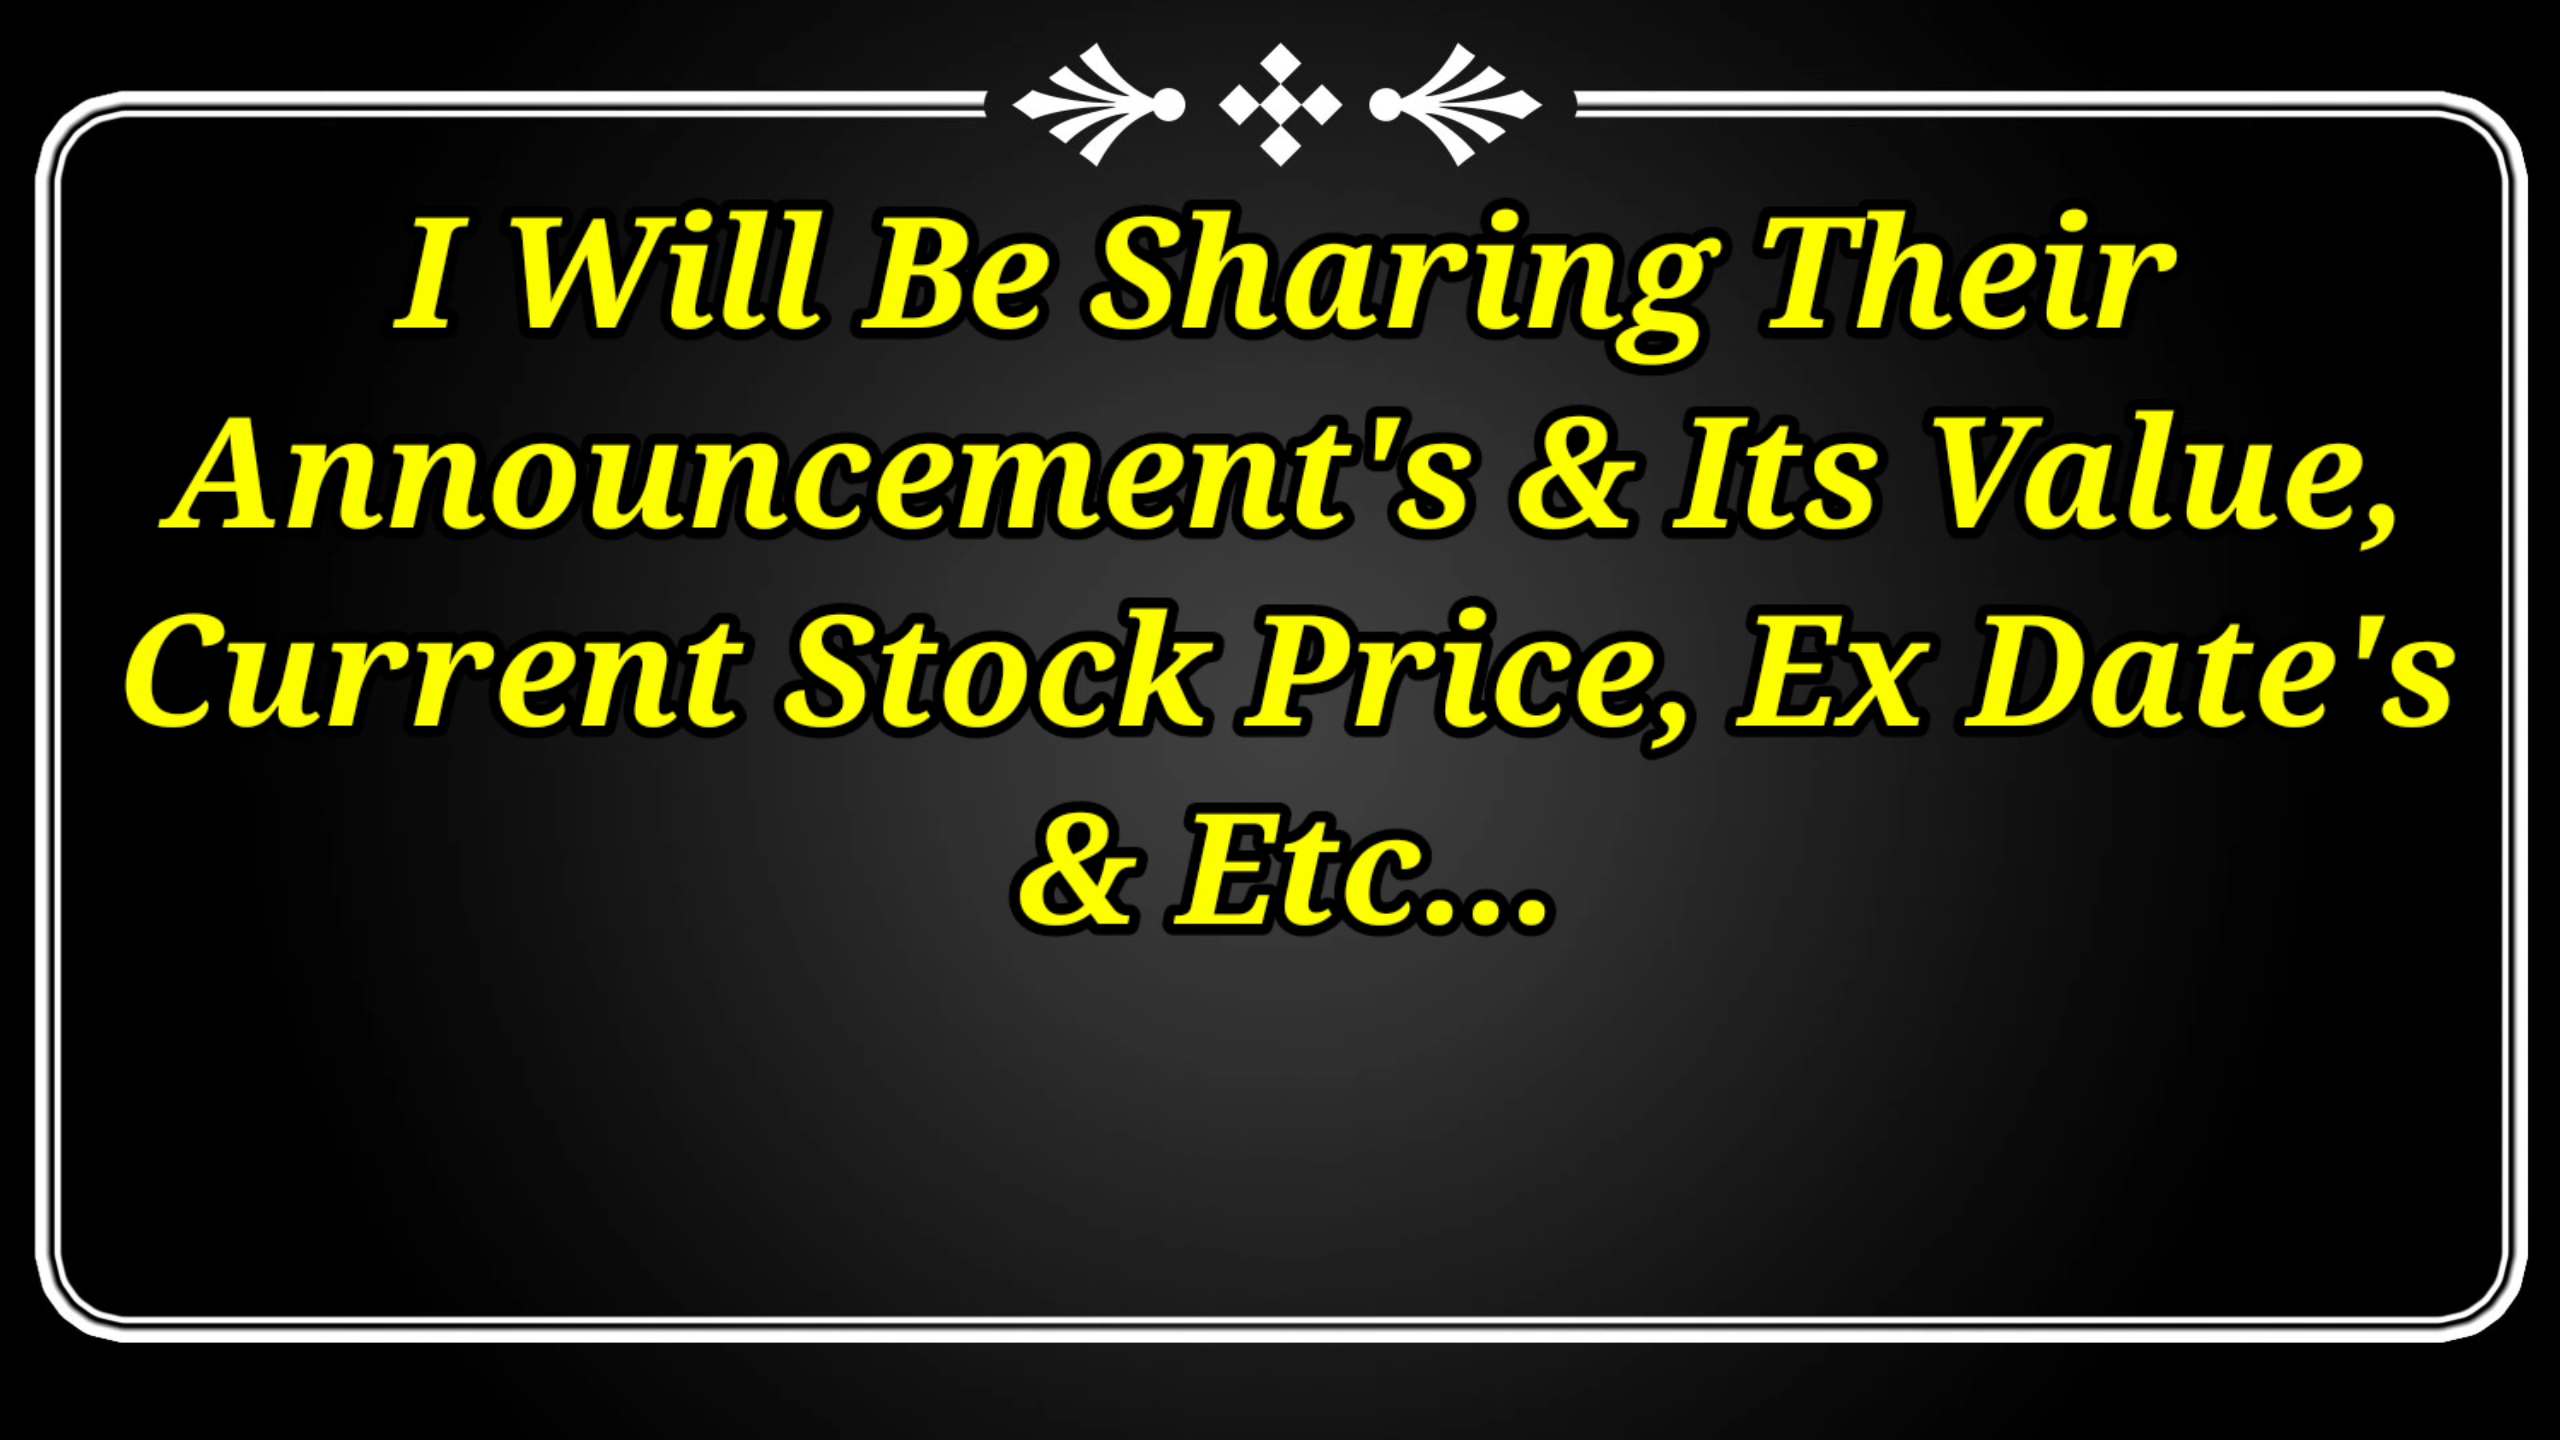 I Will Be Sharing Their
Announcement's & Its Value,
Current Stock Price, Ex Date's
& Etc...